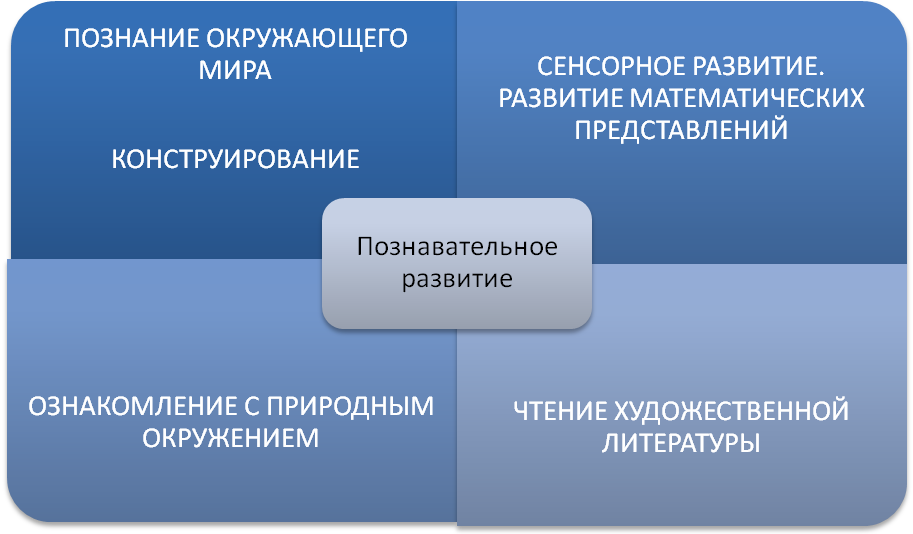 ПОЗНАНИЕ ОКРУЖАЮЩЕГО
МИРА
КОНСТРУИРОВАНИЕ
СЕНСОРНОЕ РАЗВИТИЕ.
РАЗВИТИЕ МАТЕМАТИЧЕСКИХ
ПРЕДСТАВЛЕНИЙ
Познавательное
развитие
ОЗНАКОМЛЕНИЕ С ПРИРОДНЫМ
ОКРУЖЕНИЕМ
ЧТЕНИЕ ХУДОЖЕСТВЕННОЙ
ЛИТЕРАТУРЫ